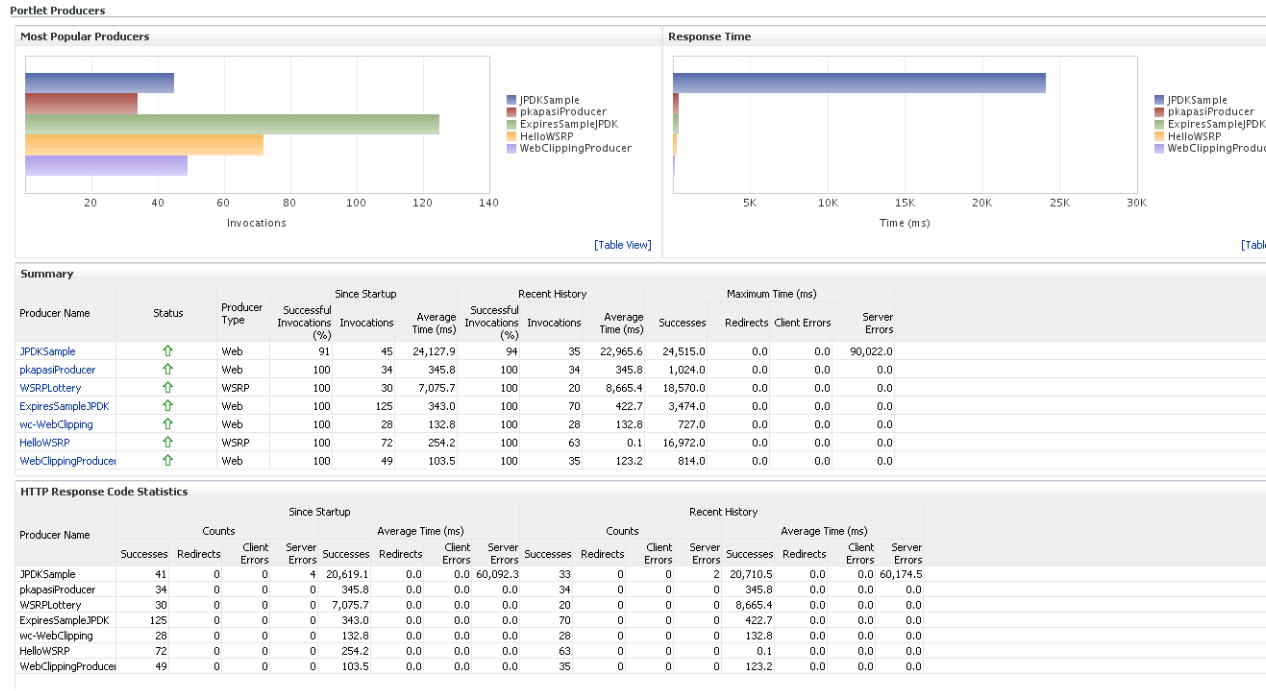 Portlet Producers
Most Popular Producers
JPDKSample
pkapasiProducer
ExpiresSampleJPDK
HelloWSRP
WebClippingProducer
20 40 60 80 100 120 140
Invocations
[Table View]
Response Time
JPDKSample
pkapasiProducer
ExpiresSampleJPDK
HelloWSRP
WebClippingProduc
5K 10K 15K 20K 25K 30K
Time (ms)
[Table
Summary
Since Startup Recent History Maximum Time (ms)
Producer Name Status Producer Type Successful Invocations (%) Invocations Average Time (ms) Successful Invocations (%) Invocations Average Time (ms) Successes Redirects Client Errors Server Errors
JPDKSample Web 91 45 24,127.9 94 35 22,965.6 24,515.0 0.0 0.0 90,022.0
pkapasiProducer Web 100 34 345.8 100 34 345.8 1,024.0 0.0 0.0 0.0
WSRPLottery WSRP 100 30 7,075.7 100 20 8,665.4 18,570.0 0.0 0.0 0.0
ExpiresSampleJPDK Web 100 125 343.0 100 70 422.7 3,474.0 0.0 0.0 0.0
wc-WebClipping Web 100 28 132.8 100 28 132.8 727.0 0.0 0.0 0.0
HelloWSRP WSRP 100 72 254.2 100 63 0.1 16,972.0 0.0 0.0 0.0
WebClippingProducer Web 100 49 103.5 100 35 123.2 814.0 0.0 0.0 0.0
HTTP Response Code Statistics
Since Startup Recent History
Counts Average Time (ms) Counts Average Time (ms)
Producer Name Successes Redirects Client Errors Server Errors Successes Redirects Client Errors Server Errors Successes Redirects Client Errors Server Errors Successes Redirects Client Errors Server Errors
JPDKSample 41 0 0 4 20,619.1 0.0 0.0 60,092.3 33 0 0 2 20,710.5 0.0 0.0 60,174.5
pkapasiProducer 34 0 0 0 345.8 0.0 0.0 0.0 34 0 0 0 345.8 0.0 0.0 0.0
WSRPLottery 30 0 0 0 7,075.7 0.0 0.0 0.0 20 0 0 0 8,665.4 0.0 0.0 0.0
ExpiresSampleJPDK 125 0 0 0 343.0 0.0 0.0 0.0 70 0 0 0 422.7 0.0 0.0 0.0
wc-WebClipping 28 0 0 0 132.8 0.0 0.0 0.0 28 0 0 0 132.8 0.0 0.0 0.0
HelloWSRP 72 0 0 0 254.2 0.0 0.0 0.0 63 0 0 0 0.1 0.0 0.0 0.0
WebClippingProducer 49 0 0 0 103.5 0.0 0.0 0.0 35 0 0 0 123.2 0.0 0.0 0.0